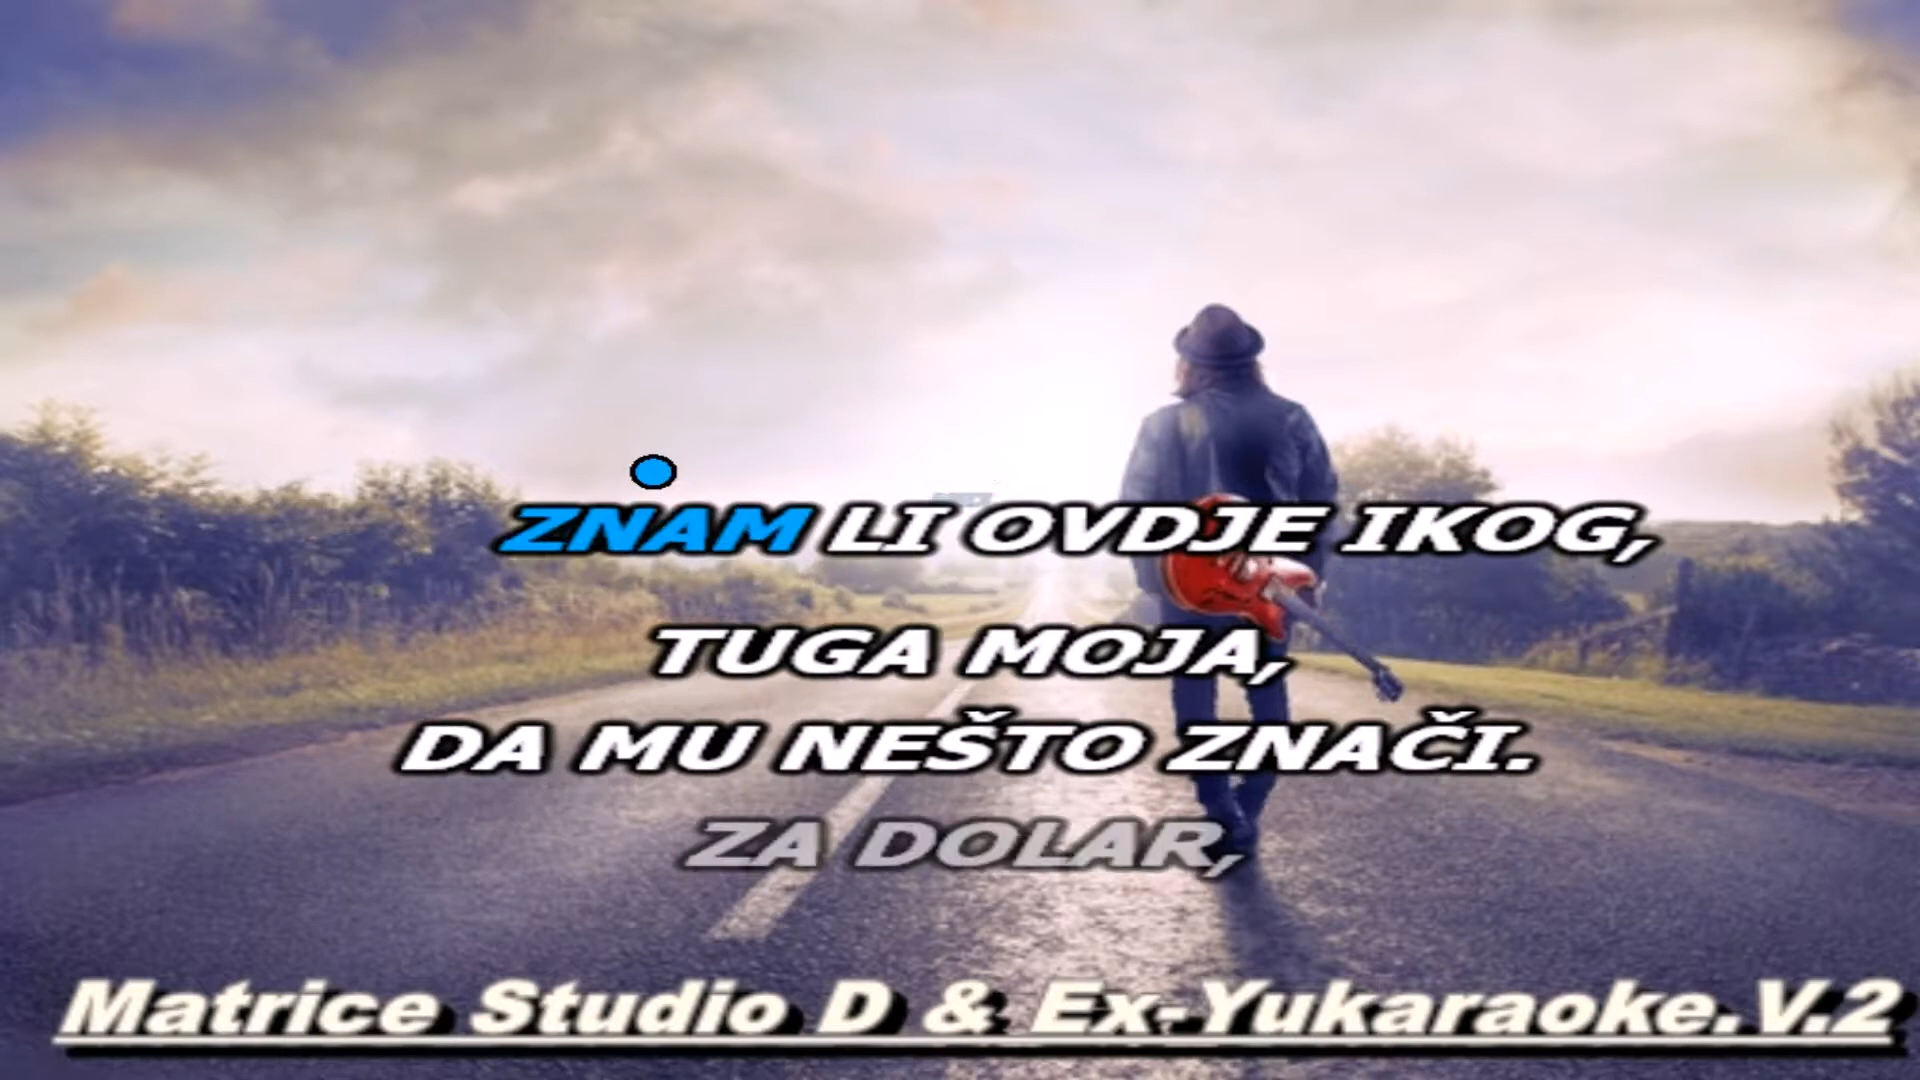 ZNAM LI OVDJE IKOG,
TUGA MOJA,
DA MU NEŠTO ZNAČI.
ZA DOLAR,
Matrice Studio D & Ex-Yukaraoke.V.2